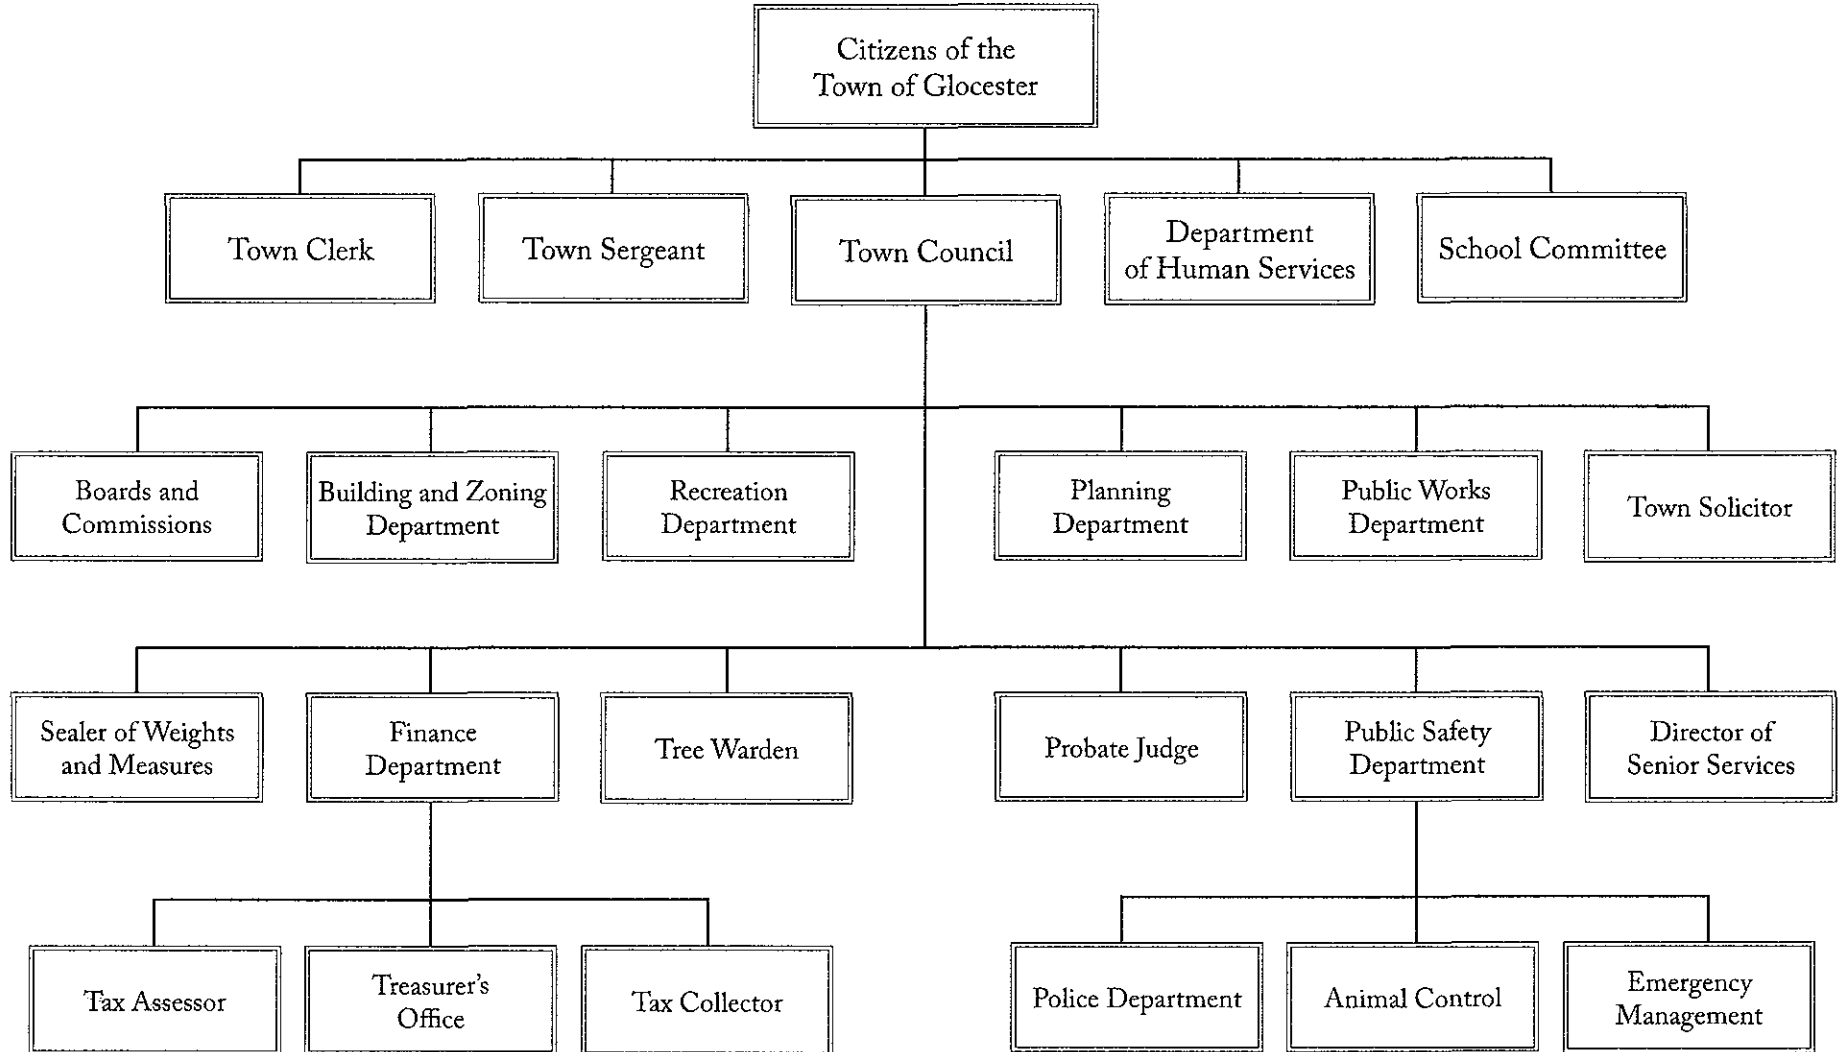 Citizens of the
Town of Glocester
Town Clerk
Town Sergeant
Town Council
Department
of Human Services
School Committee
Boards and
Commissions
Building and Zoning
Department
Recreation
Department
Planning
Department
Public Works
Department
Town Solicitor
Sealer of Weights
and Measures
Finance
Department
Tree Warden
Probate Judge
Public Safety
Department
Director of
Senior Services
Tax Assessor
Treasurer's
Office
Tax Collector
Police Department
Animal Control
Emergency
Management